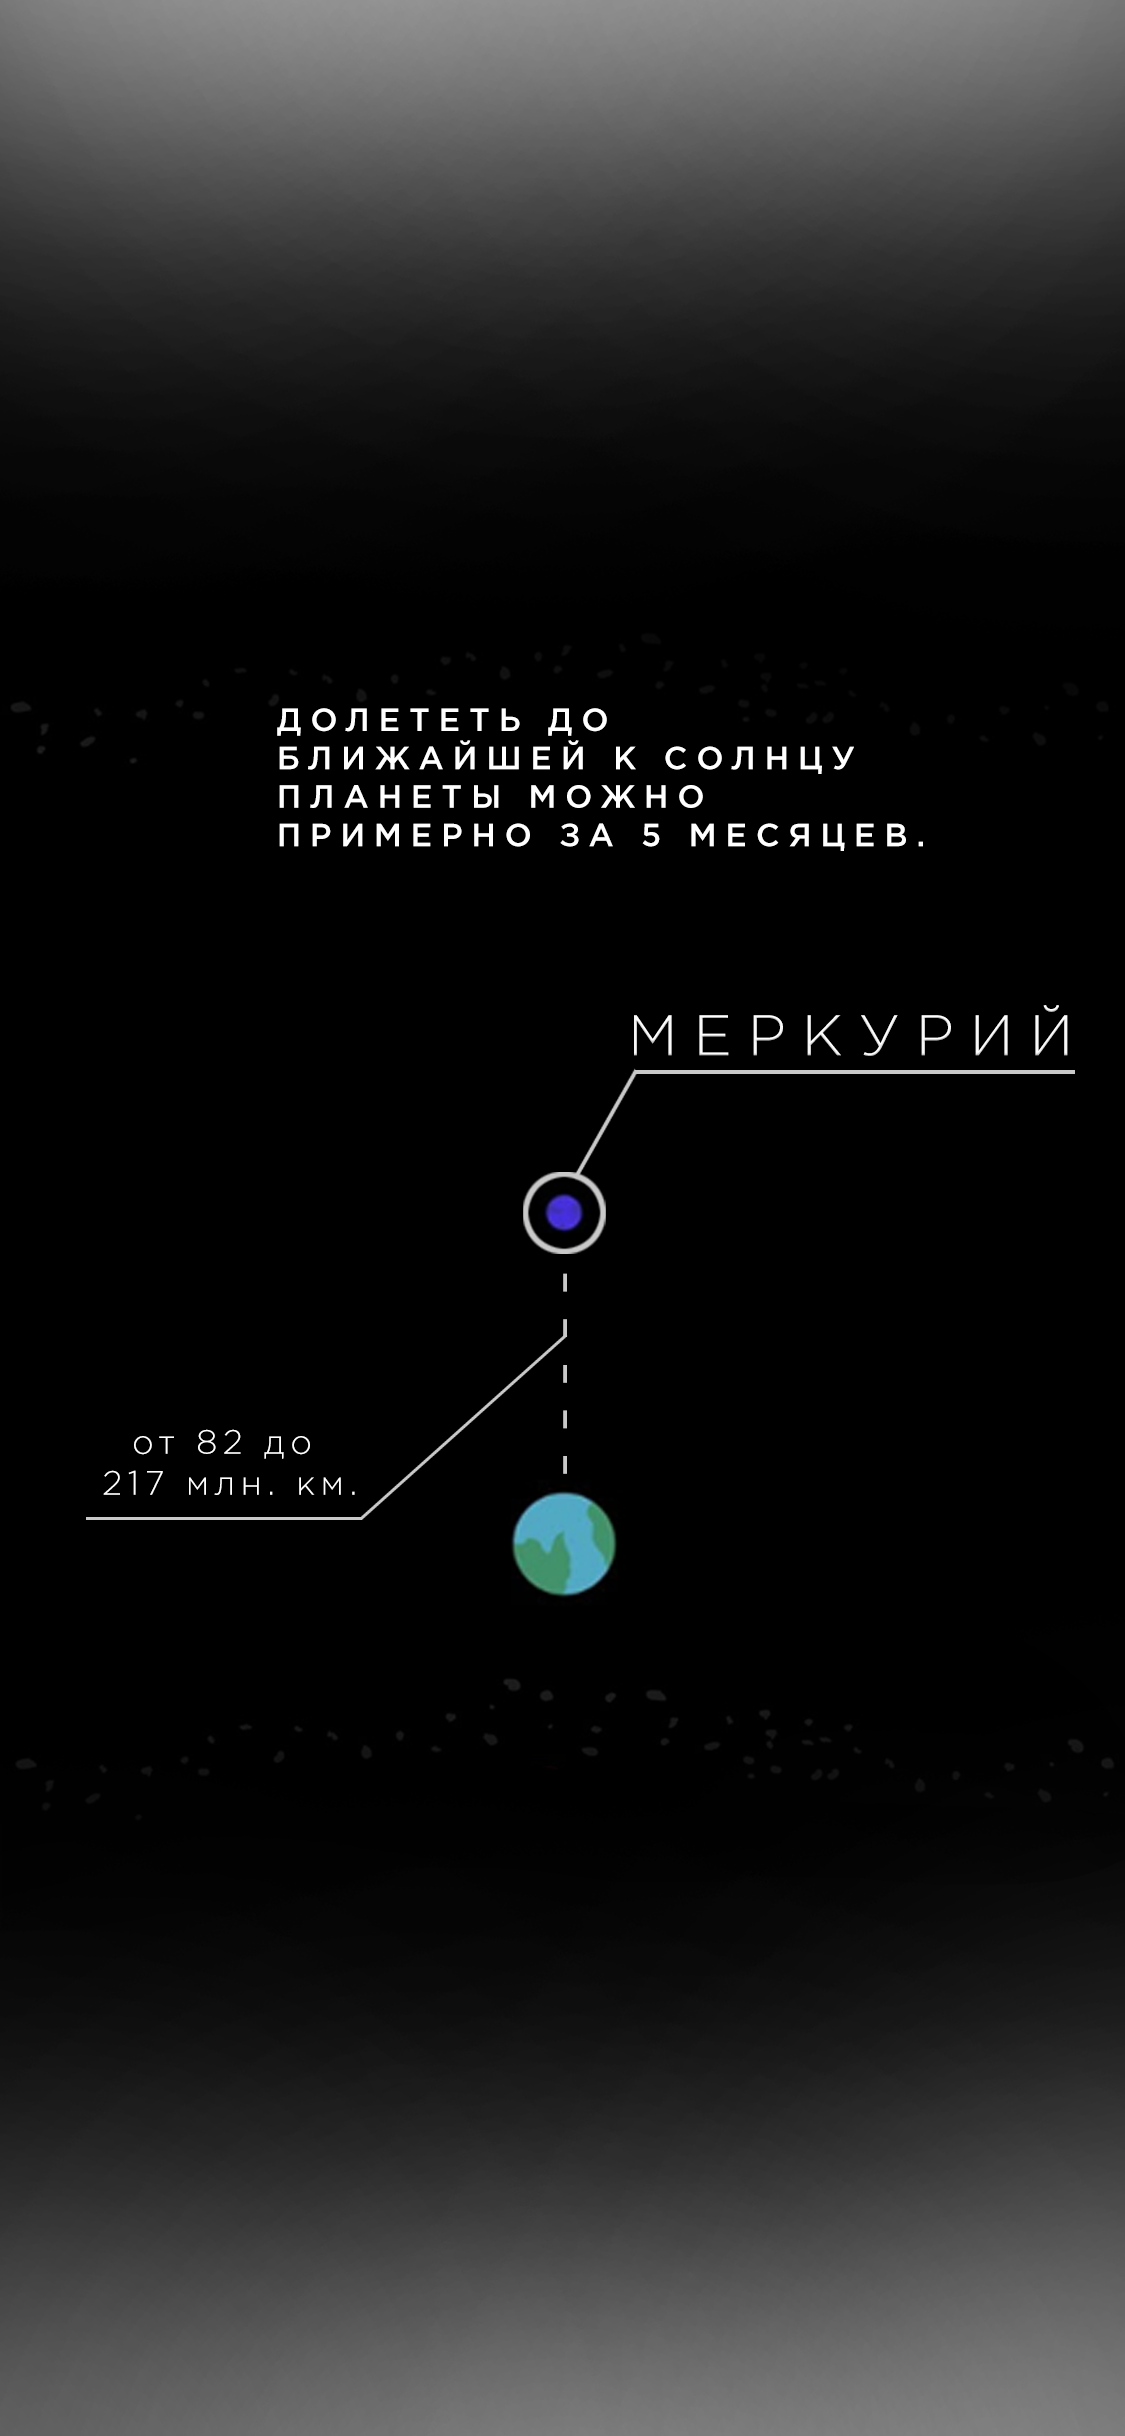 ДОЛЕТЕТЬ ДО
БЛИЖАЙШЕЙ К СОЛНЦУ
ПЛАНЕТЫ МОЖНО
ПРИМЕРНО ЗА 5 МЕСЯЦЕВ.
МЕРКУРИЙ
от 82 до
217 млн. км.